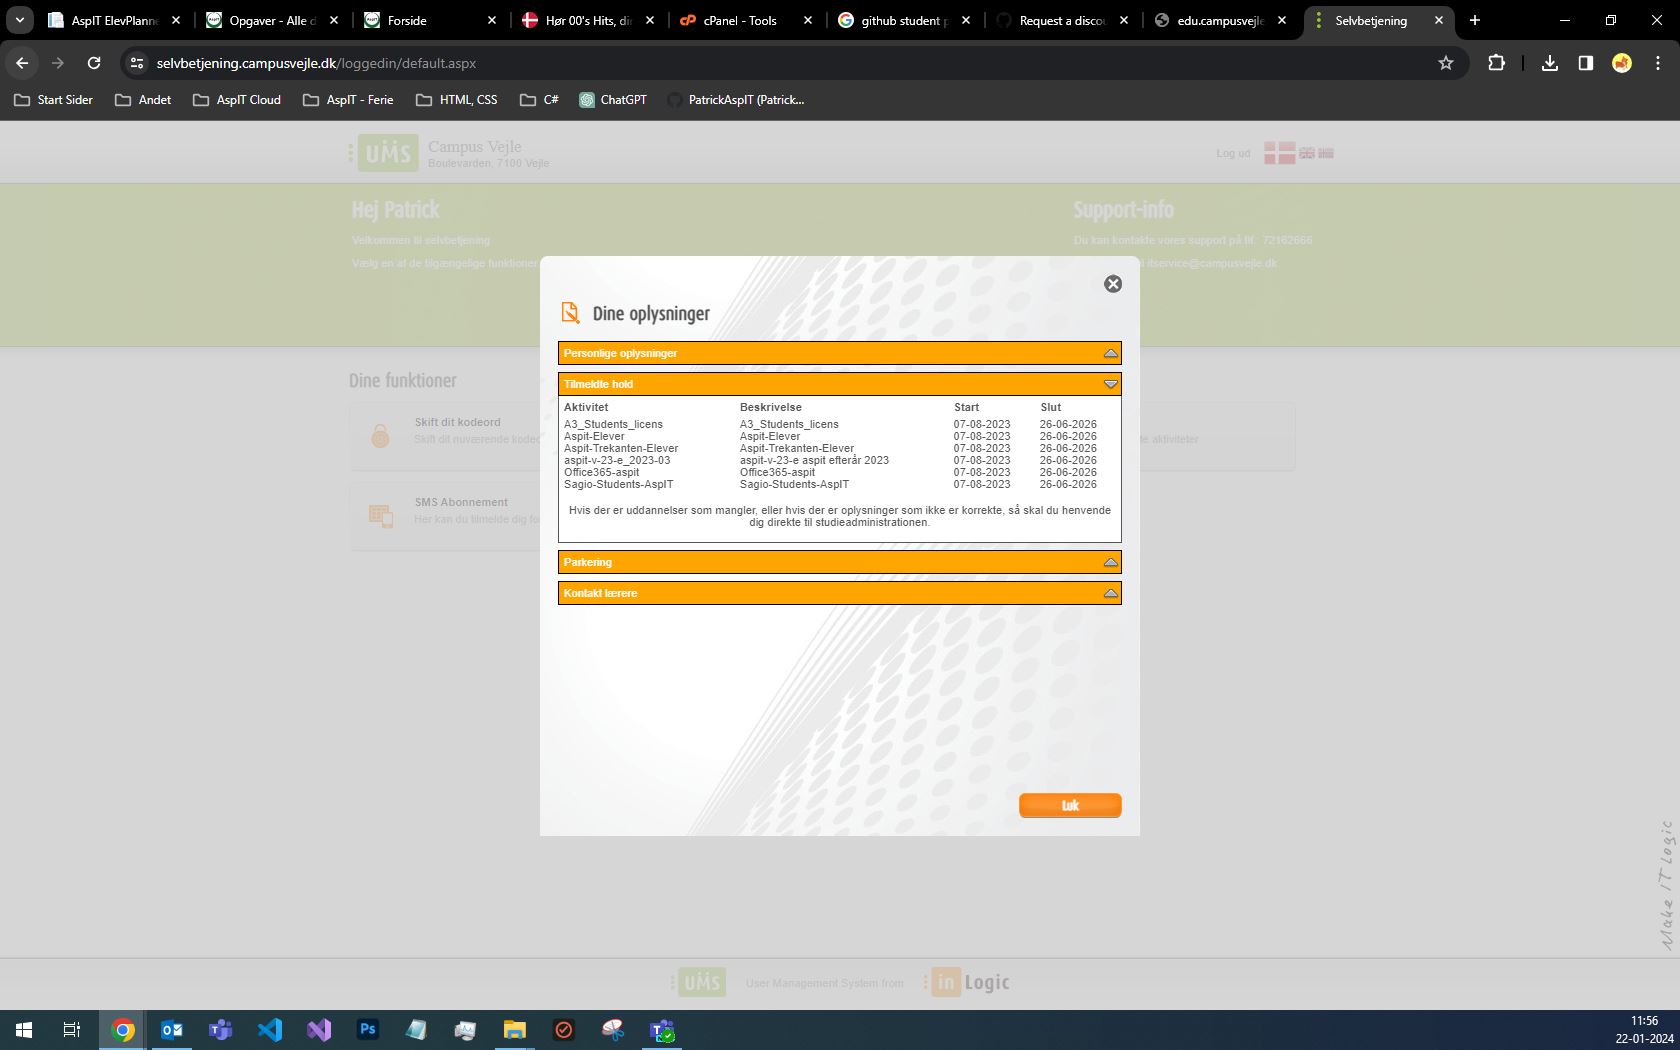 AspIT ElevPlanne
Opgaver - Alle d
Forside
Hør 00's Hits, dir
cPanel - Tools
github student p
Request a discou
edu.campusvejle
Selvbetjening
selvbetjening.campusvejle.dk/loggedin/default.aspx
Start Sider
Andet
AspIT Cloud
AspIT - Ferie
HTML, CSS
C#
ChatGPT
PatrickAspIT (Patrick...
UMS
Campus Vejle
Boulevarden, 7100 Vejle
Log ud
Hej Patrick
Velkommen til selvbetjening
Vælg en af de tilgængelige funktioner
Support-info
Du kan kontakte vores support på tlf.: 72162666
itservice@campusvejle.dk
Dine funktioner
Skift dit kodeord
Skift dit nuværende kodeo
te aktiviteter
SMS Abonnement
Her kan du tilmelde dig fo
Dine oplysninger
Personlige oplysninger
Tilmeldte hold
Aktivitet Beskrivelse Start Slut
A3_Students_licens A3_Students_licens 07-08-2023 26-06-2026
Aspit-Elever Aspit-Elever 07-08-2023 26-06-2026
Aspit-Trekanten-Elever Aspit-Trekanten-Elever 07-08-2023 26-06-2026
aspit-v-23-e_2023-03 aspit-v-23-e aspit efterår 2023 07-08-2023 26-06-2026
Office365-aspit Office365-aspit 07-08-2023 26-06-2026
Sagio-Students-AspIT Sagio-Students-AspIT 07-08-2023 26-06-2026
Hvis der er uddannelser som mangler, eller hvis der er oplysninger som ikke er korrekte, så skal du henvende
dig direkte til studieadministrationen.
Parkering
Kontakt lærere
Luk
Make IT Logic
UMS
User Management System from
in Logic
11:56
22-01-2024